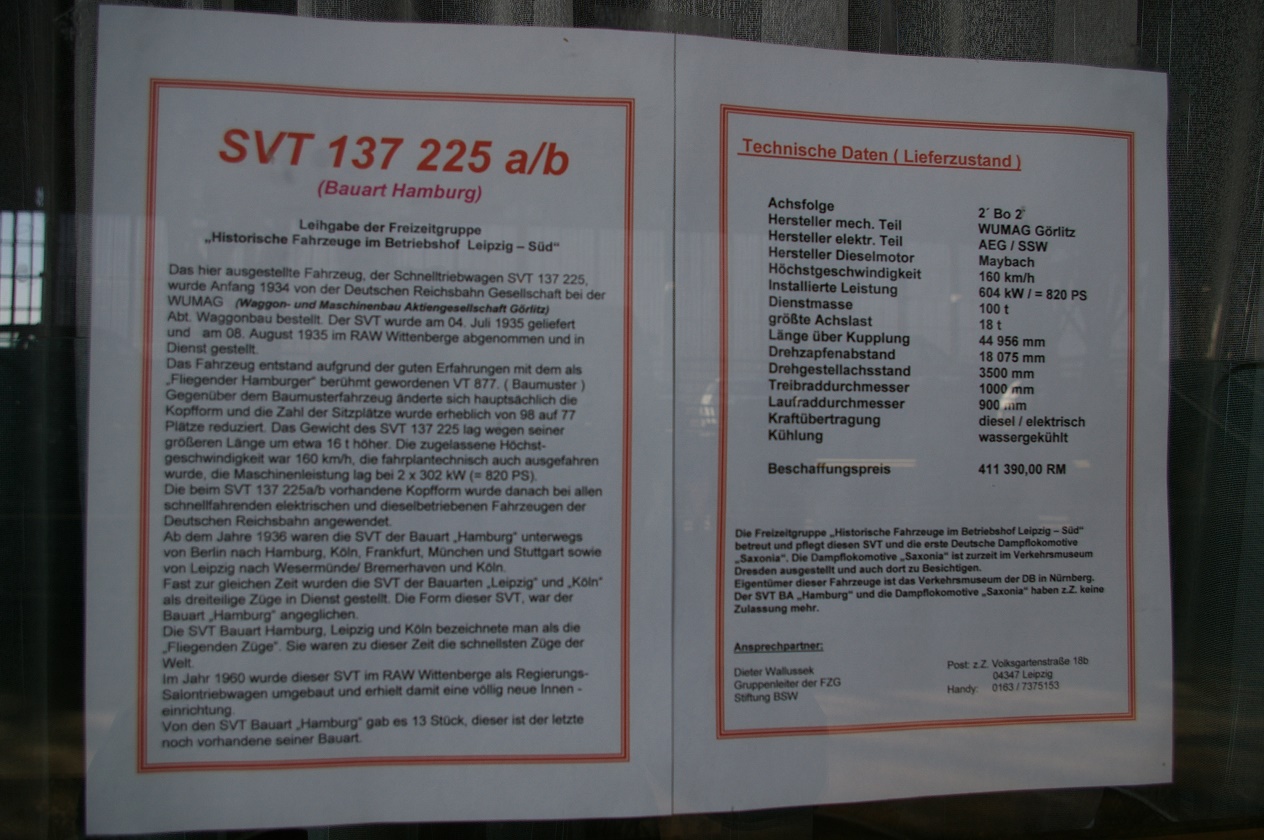 SVT 137 225 a/b
(Bauart Hamburg)
Leihgabe der Freizeitgruppe
„Historische Fahrzeuge im Betriebshof Leipzig – Süd“
Das hier ausgestellte Fahrzeug, der Schnelltriebwagen SVT 137 225,
wurde Anfang 1934 von der Deutschen Reichsbahn Gesellschaft bei der
WUMAG (Waggon- und Maschinenbau Aktiengesellschaft Görlitz)
Abt. Waggonbau bestellt. Der SVT wurde am 04. Juli 1935 geliefert
und am 08. August 1935 im RAW Wittenberge abgenommen und in
Dienst gestellt.
Das Fahrzeug entstand aufgrund der guten Erfahrungen mit dem als
„Fliegender Hamburger“ berühmt gewordenen VT 877. ( Baumuster )
Gegenüber dem Baumusterfahrzeug änderte sich hauptsächlich die
Kopfform und die Zahl der Sitzplätze wurde erheblich von 98 auf 77
Plätze reduziert. Das Gewicht des SVT 137 225 lag wegen seiner
größeren Länge um etwa 16 t höher. Die zugelassene Höchst-
geschwindigkeit war 160 km/h, die fahrplantechnisch auch ausgefahren
wurde, die Maschinenleistung lag bei 2 x 302 kW (= 820 PS).
Die beim SVT 137 225a/b vorhandene Kopfform wurde danach bei allen
schnellfahrenden elektrischen und dieselbetriebenen Fahrzeugen der
Deutschen Reichsbahn angewendet.
Ab dem Jahre 1936 waren die SVT der Bauart „Hamburg“ unterwegs
von Berlin nach Hamburg, Köln, Frankfurt, München und Stuttgart sowie
von Leipzig nach Wesermünde/ Bremerhaven und Köln.
Fast zur gleichen Zeit wurden die SVT der Bauarten „Leipzig“ und „Köln“
als dreiteilige Züge in Dienst gestellt. Die Form dieser SVT, war der
Bauart „Hamburg“ angeglichen.
Die SVT Bauart Hamburg, Leipzig und Köln bezeichnete man als die
„Fliegenden Züge“. Sie waren zu dieser Zeit die schnellsten Züge der
Welt.
Im Jahr 1960 wurde dieser SVT im RAW Wittenberge als Regierungs-
Salontriebwagen umgebaut und erhielt damit eine völlig neue Innen -
einrichtung.
Von den SVT Bauart „Hamburg“ gab es 13 Stück, dieser ist der letzte
noch vorhandene seiner Bauart.
Technische Daten ( Lieferzustand )
Achsfolge 2´ Bo 2´
Hersteller mech. Teil WUMAG Görlitz
Hersteller elektr. Teil AEG / SSW
Hersteller Dieselmotor Maybach
Höchstgeschwindigkeit 160 km/h
Installierte Leistung 604 kW / = 820 PS
Dienstmasse 100 t
größte Achslast 18 t
Länge über Kupplung 44 956 mm
Drehzapfenabstand 18 075 mm
Drehgestellachsstand 3500 mm
Treibraddurchmesser 1000 mm
Laufraddurchmesser 900 mm
Kraftübertragung diesel / elektrisch
Kühlung wassergekühlt
Beschaffungspreis 411 390,00 RM
Die Freizeitgruppe „Historische Fahrzeuge im Betriebshof Leipzig – Süd“
betreut und pflegt diesen SVT und die erste Deutsche Dampflokomotive
„Saxonia“. Die Dampflokomotive „Saxonia“ ist zurzeit im Verkehrsmuseum
Dresden ausgestellt und auch dort zu Besichtigen.
Eigentümer dieser Fahrzeuge ist das Verkehrsmuseum der DB in Nürnberg.
Der SVT BA „Hamburg“ und die Dampflokomotive „Saxonia“ haben z.Z. keine
Zulassung mehr.
Ansprechpartner:
Dieter Wallussek Post: z.Z. Volksgartenstraße 18b
Gruppenleiter der FZG 04347 Leipzig
Stiftung BSW Handy: 0163 / 7375153